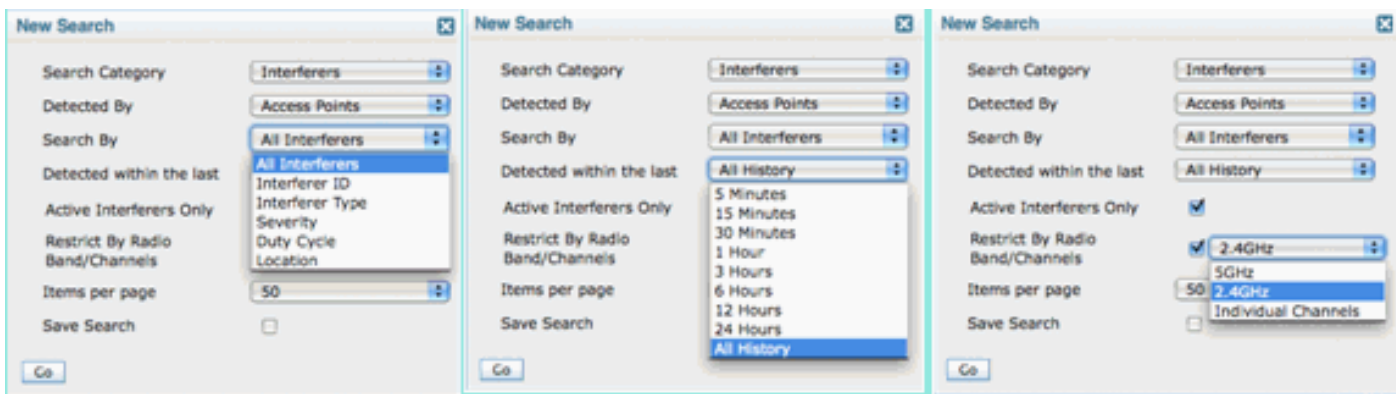 New Search
Search Category Interferers
Detected By Access Points
Search By All Interferers
All Interferers
Interferer ID
Interferer Type
Severity
Duty Cycle
Location
Detected within the last
Active Interferers Only
Restrict By Radio
Band/Channels
Items per page 50
Save Search
Go
New Search
Search Category Interferers
Detected By Access Points
Search By All Interferers
Detected within the last All History
5 Minutes
15 Minutes
30 Minutes
1 Hour
3 Hours
6 Hours
12 Hours
24 Hours
All History
Active Interferers Only
Restrict By Radio
Band/Channels
Items per page
Save Search
Go
New Search
Search Category Interferers
Detected By Access Points
Search By All Interferers
Detected within the last All History
Active Interferers Only
Restrict By Radio
Band/Channels 2.4GHz
5GHz
2.4GHz
Individual Channels
Items per page 50
Save Search
Go